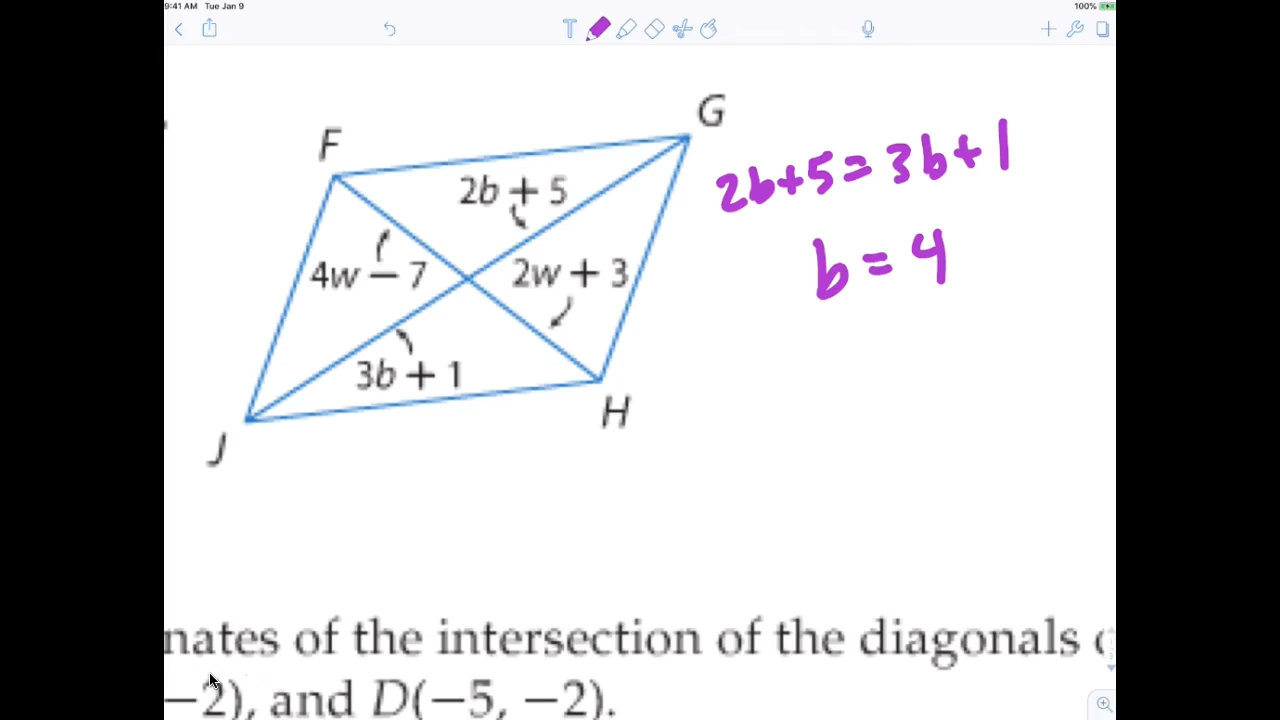 9:41 AM Tue Jan 9
100%
T
G
F
2b + 5 = 3b + 1
2b + 5
b = 4
4w − 7
2w + 3
3b + 1
H
J
nates of the intersection of the diagonals
−2), and D(−5, −2).